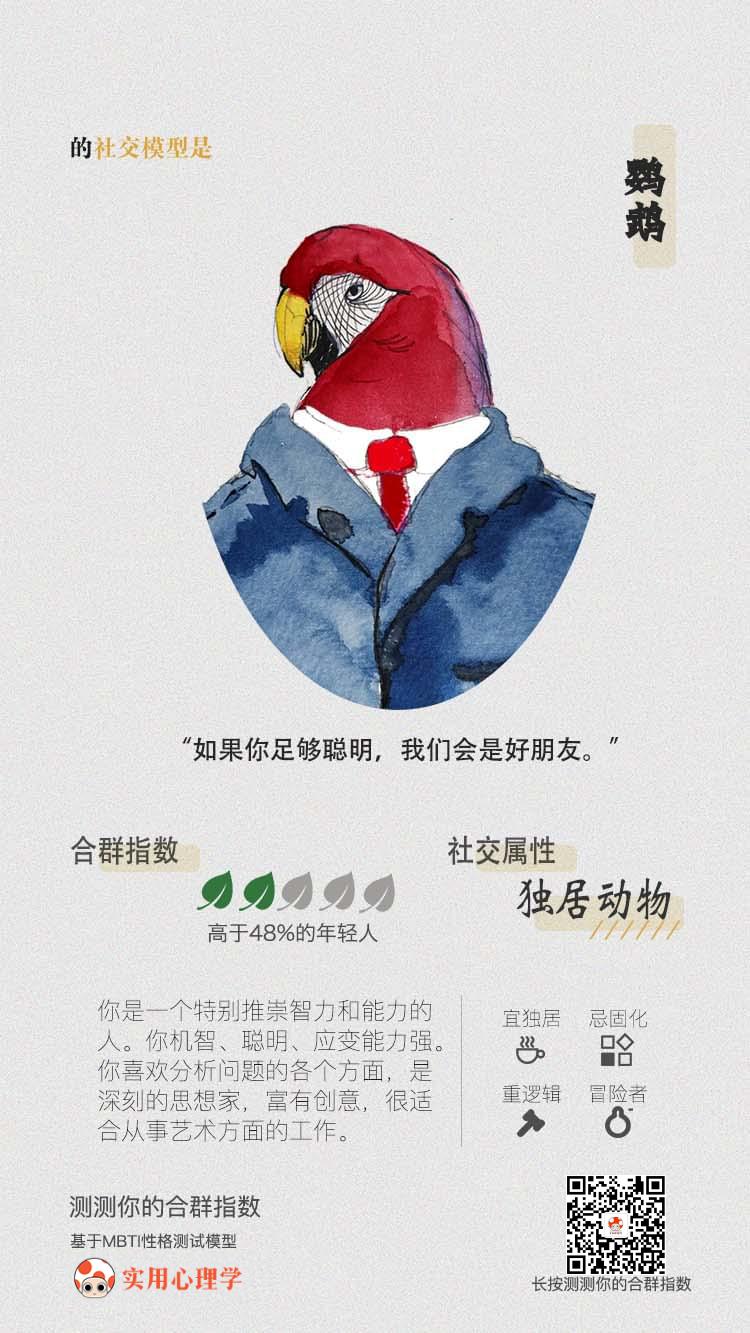 的社交模型是
鹦鹉
“如果你足够聪明，我们会是好朋友。”
合群指数
高于48%的年轻人
社交属性
独居动物
你是一个特别推崇智力和能力的
人。你机智、聪明、应变能力强。
你喜欢分析问题的各个方面，是
深刻的思想家，富有创意，很适
合从事艺术方面的工作。
宜独居 忌固化
重逻辑 冒险者
测测你的合群指数
基于MBTI性格测试模型
实用心理学
长按测测你的合群指数